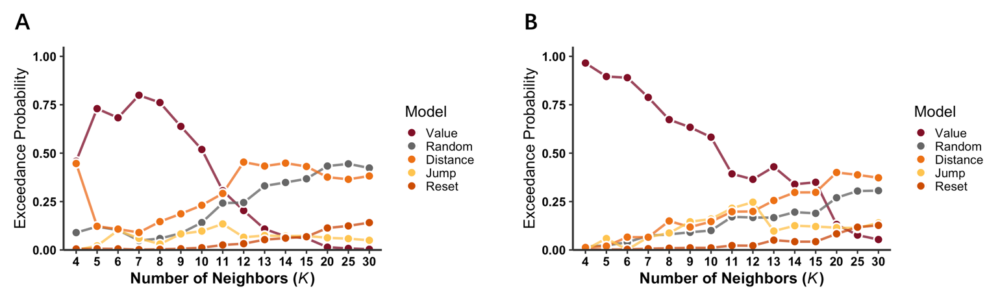 A
Exceedance Probability
1.00
0.75
0.50
0.25
0.00
4 5 6 7 8 9 10 11 12 13 14 15 20 25 30
Number of Neighbors (K)
Model
Value
Random
Distance
Jump
Reset
B
Exceedance Probability
1.00
0.75
0.50
0.25
0.00
4 5 6 7 8 9 10 11 12 13 14 15 20 25 30
Number of Neighbors (K)
Model
Value
Random
Distance
Jump
Reset